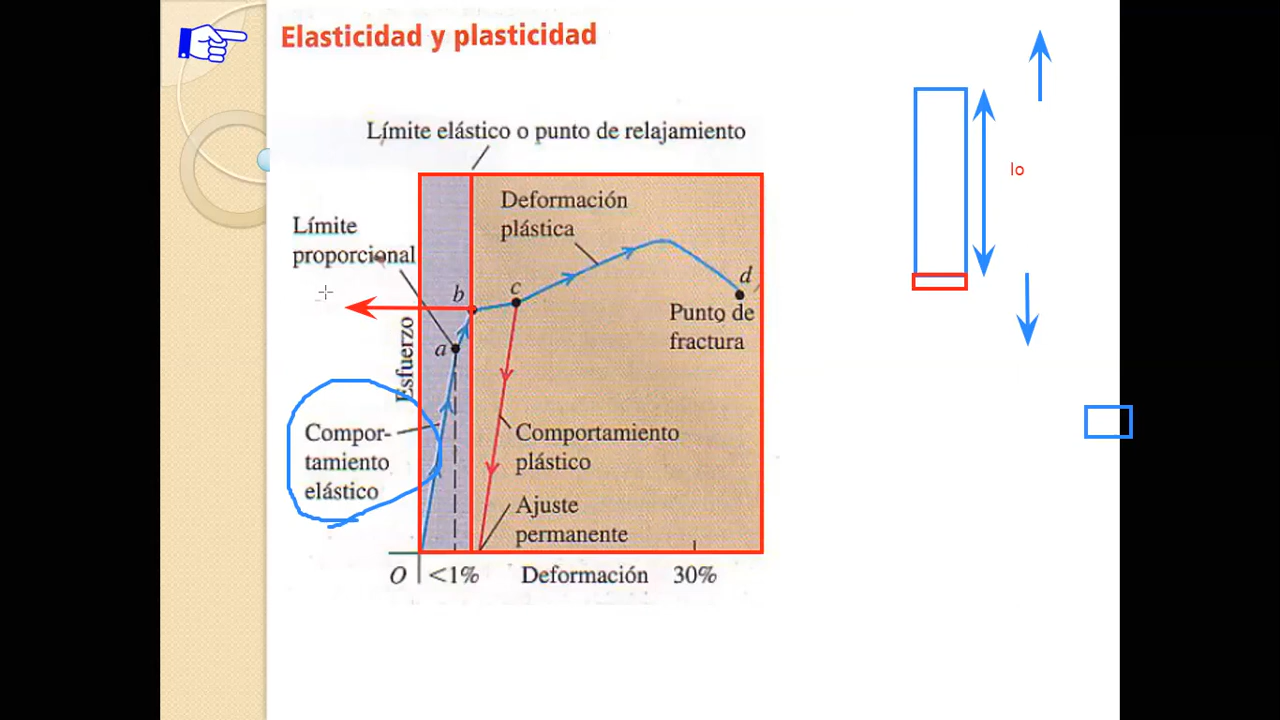 Elasticidad y plasticidad
Límite elástico o punto de relajamiento
Deformación
plástica
Límite
proporcional
lo
b
c
d
a
Punto de
fractura
Esfuerzo
Compor-
tamiento
elástico
Comportamiento
plástico
Ajuste
permanente
O
<1%
Deformación
30%